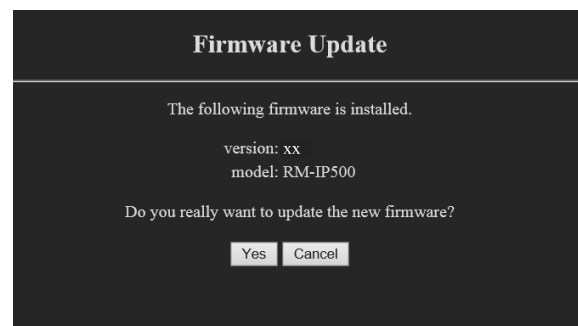 Firmware Update
The following firmware is installed.
version: xx
model: RM-IP500
Do you really want to update the new firmware?
Yes Cancel